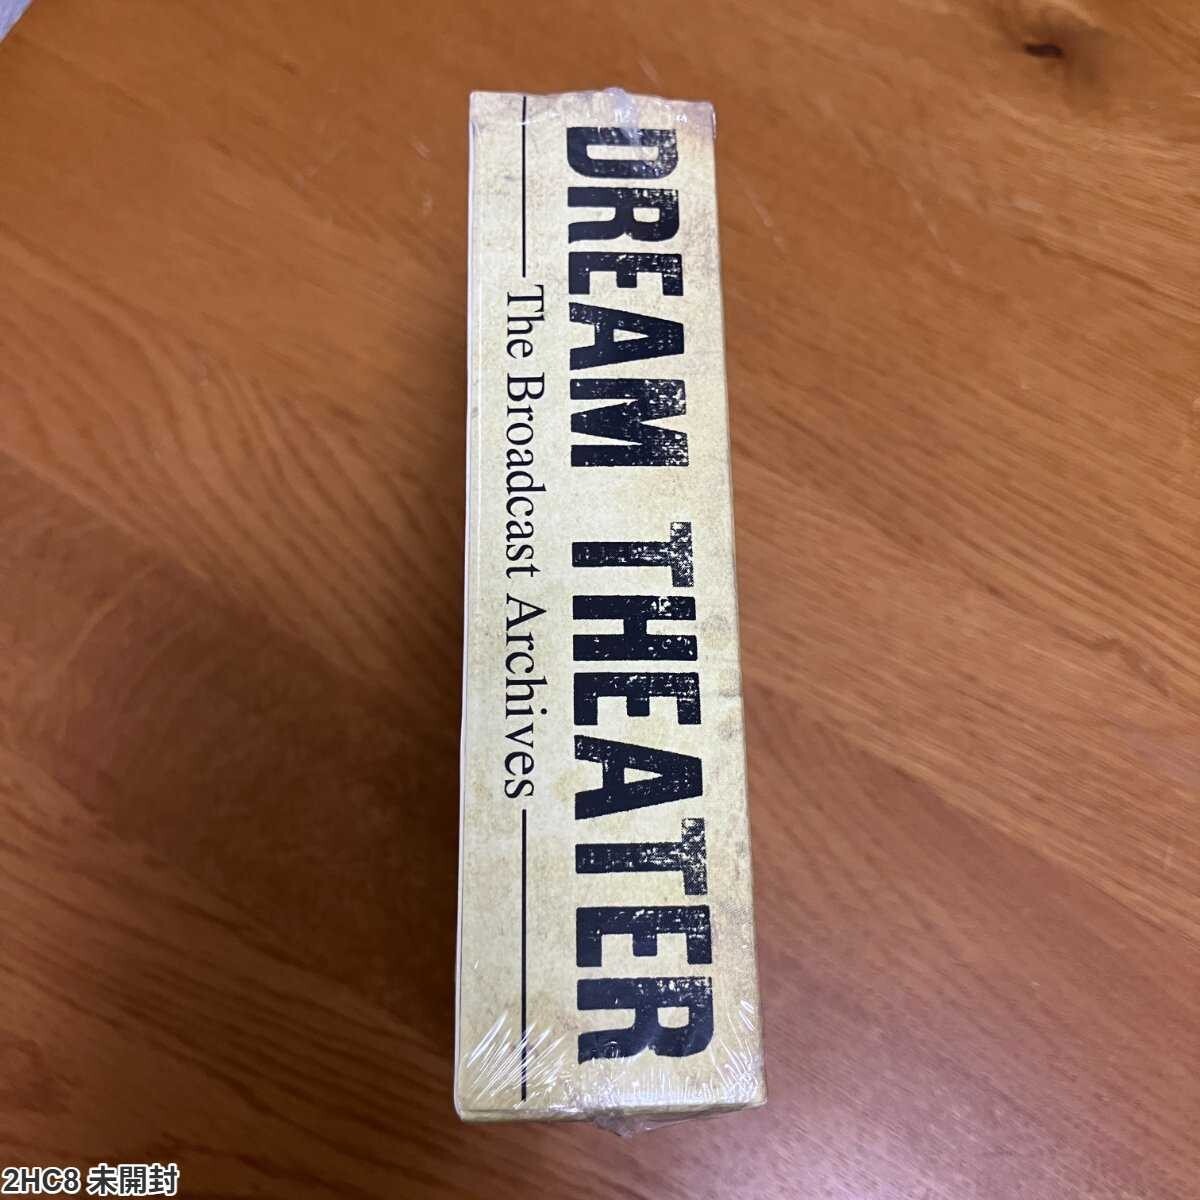 DREAM THEATER
The Broadcast Archives
2HC8 未開封